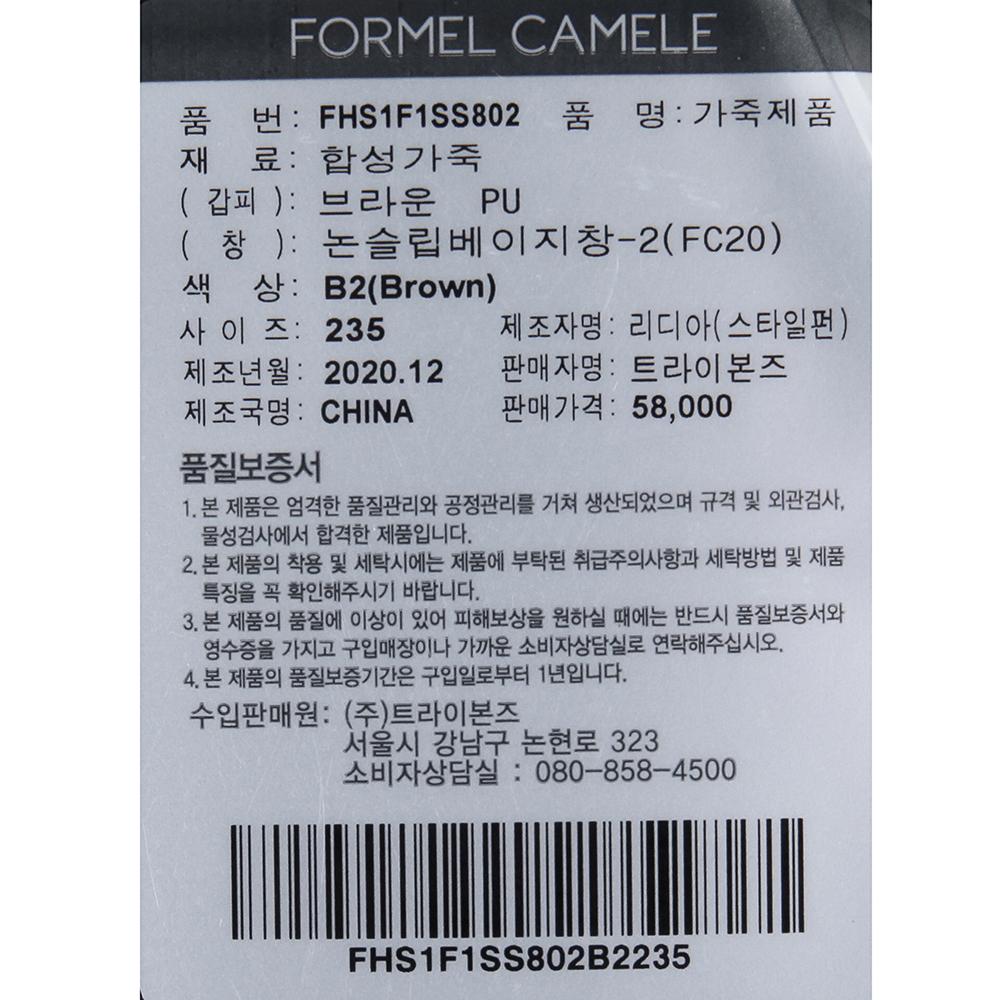 FORMEL CAMELE
품 번: FHS1F1SS802 품 명: 가죽제품
재 료: 합성가죽
( 갑피 ): 브라운 PU
( 창 ): 논슬립베이지창-2(FC20)
색 상: B2(Brown)
사 이 즈: 235 제조자명: 리디아(스타일펀)
제조년월: 2020.12 판매자명: 트라이본즈
제조국명: CHINA 판매가격: 58,000
품질보증서
1. 본 제품은 엄격한 품질관리와 공정관리를 거쳐 생산되었으며 규격 및 외관검사,
물성검사에서 합격한 제품입니다.
2. 본 제품의 착용 및 세탁시에는 제품에 부탁된 취급주의사항과 세탁방법 및 제품
특징을 꼭 확인해주시기 바랍니다.
3. 본 제품의 품질에 이상이 있어 피해보상을 원하실 때에는 반드시 품질보증서와
영수증을 가지고 구입매장이나 가까운 소비자상담실로 연락해주십시오.
4. 본 제품의 품질보증기간은 구입일로부터 1년입니다.
수입판매원: (주)트라이본즈
서울시 강남구 논현로 323
소비자상담실 : 080-858-4500
FHS1F1SS802B2235